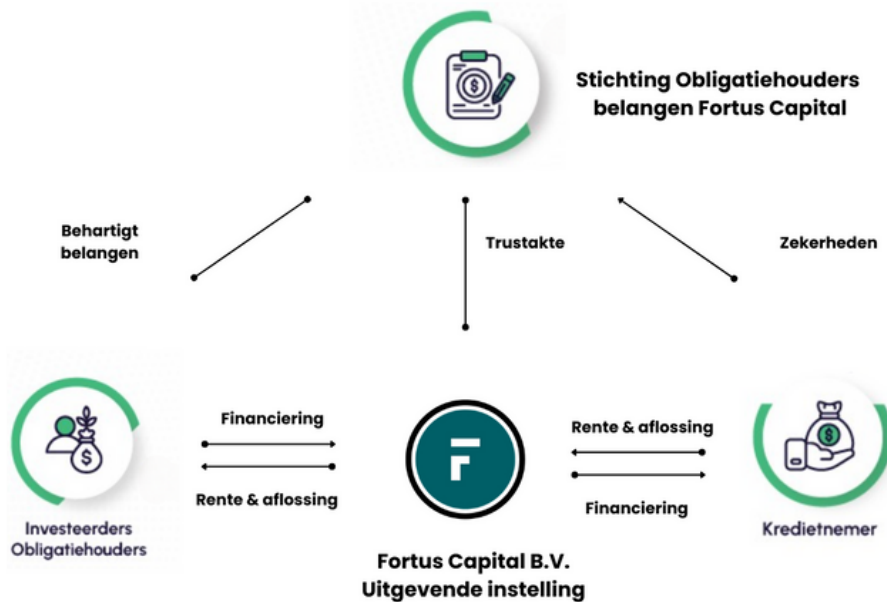 Stichting Obligatiehouders
belangen Fortus Capital
Behartigt
belangen
Trustakte
Zekerheden
Financiering
Rente & aflossing
Rente & aflossing
Financiering
Investeerders
Obligatiehouders
Kredietnemer
Fortus Capital B.V.
Uitgevende instelling